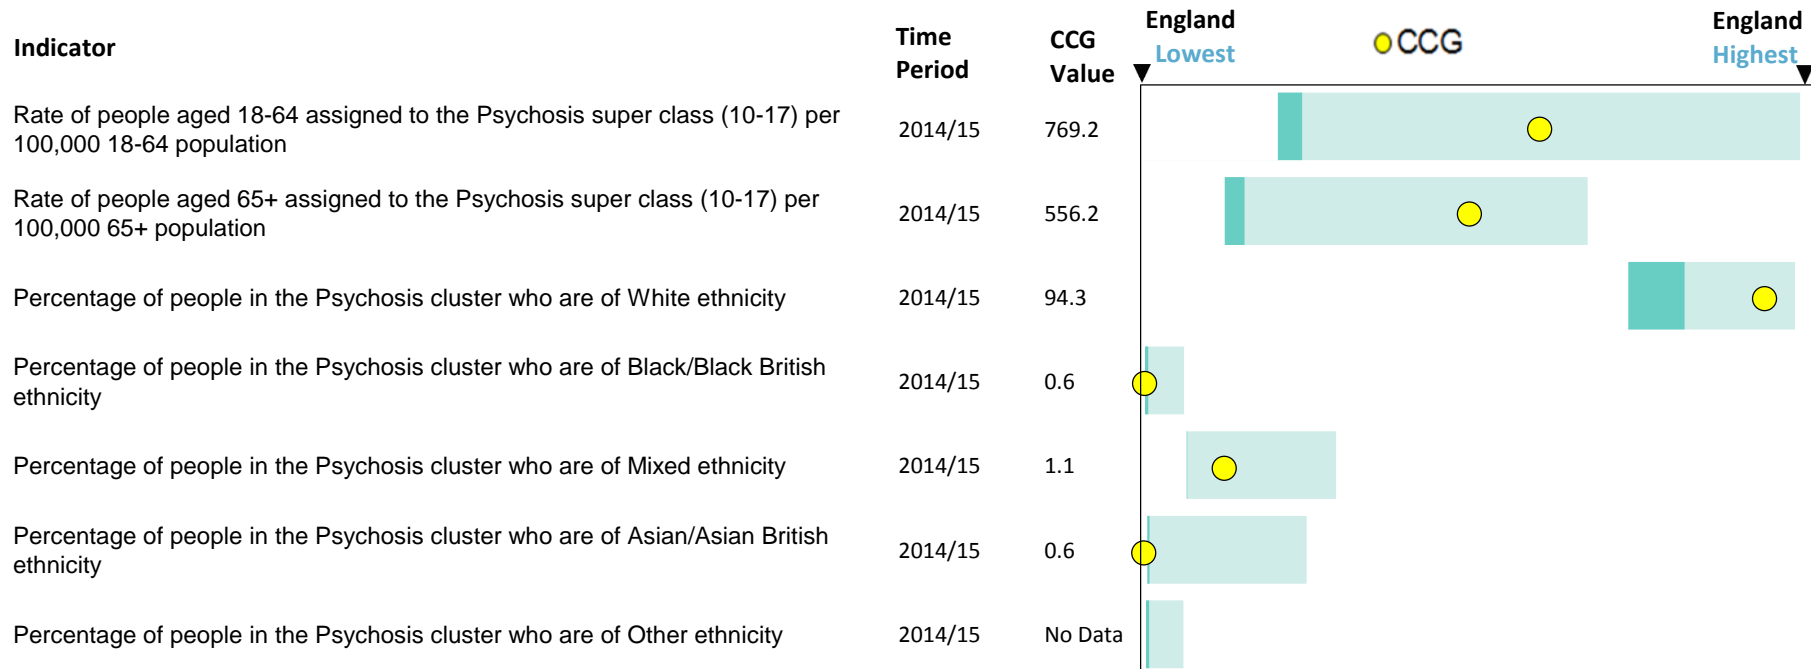 Indicator
Time
Period
CCG
Value
England
Lowest
CCG
England
Highest
Rate of people aged 18-64 assigned to the Psychosis super class (10-17) per
100,000 18-64 population
2014/15
769.2
Rate of people aged 65+ assigned to the Psychosis super class (10-17) per
100,000 65+ population
2014/15
556.2
Percentage of people in the Psychosis cluster who are of White ethnicity
2014/15
94.3
Percentage of people in the Psychosis cluster who are of Black/Black British
ethnicity
2014/15
0.6
Percentage of people in the Psychosis cluster who are of Mixed ethnicity
2014/15
1.1
Percentage of people in the Psychosis cluster who are of Asian/Asian British
ethnicity
2014/15
0.6
Percentage of people in the Psychosis cluster who are of Other ethnicity
2014/15
No Data